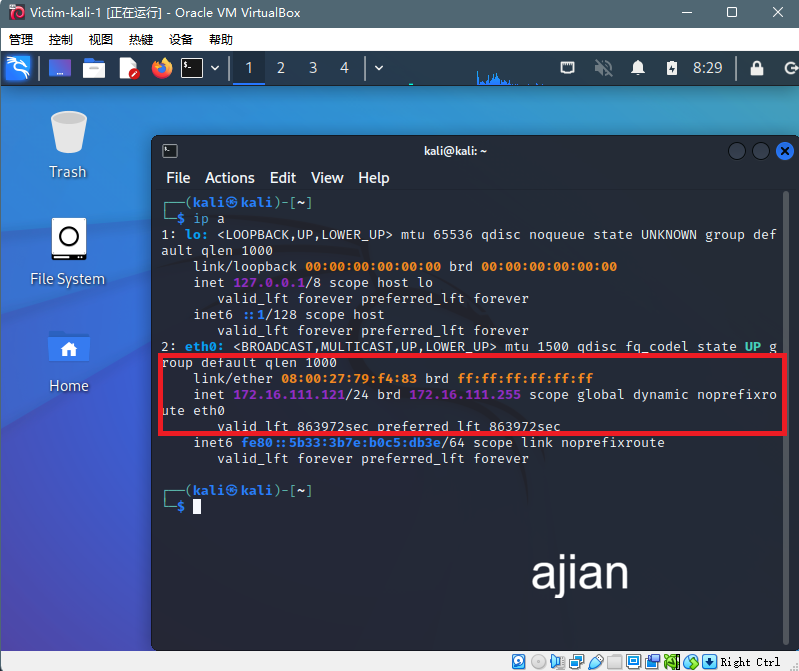 Victim-kali-1 [正在运行] - Oracle VM VirtualBox
管理 控制 视图 热键 设备 帮助
1 2 3 4 8:29
Trash
File System
Home
kali@kali: ~
File Actions Edit View Help
┌──(kali㉿kali)-[~]
└─$ ip a
1: lo: <LOOPBACK,UP,LOWER_UP> mtu 65536 qdisc noqueue state UNKNOWN group def
ault qlen 1000
link/loopback 00:00:00:00:00:00 brd 00:00:00:00:00:00
inet 127.0.0.1/8 scope host lo
valid_lft forever preferred_lft forever
inet6 ::1/128 scope host
valid_lft forever preferred_lft forever
2: eth0: <BROADCAST,MULTICAST,UP,LOWER_UP> mtu 1500 qdisc fq_codel state UP g
roup default qlen 1000
link/ether 08:00:27:79:f4:83 brd ff:ff:ff:ff:ff:ff
inet 172.16.111.121/24 brd 172.16.111.255 scope global dynamic noprefixro
ute eth0
valid_lft 863972sec preferred_lft 863972sec
inet6 fe80::5b33:3b7e:b0c5:db3e/64 scope link noprefixroute
valid_lft forever preferred_lft forever
┌──(kali㉿kali)-[~]
└─$
ajian
Right Ctrl